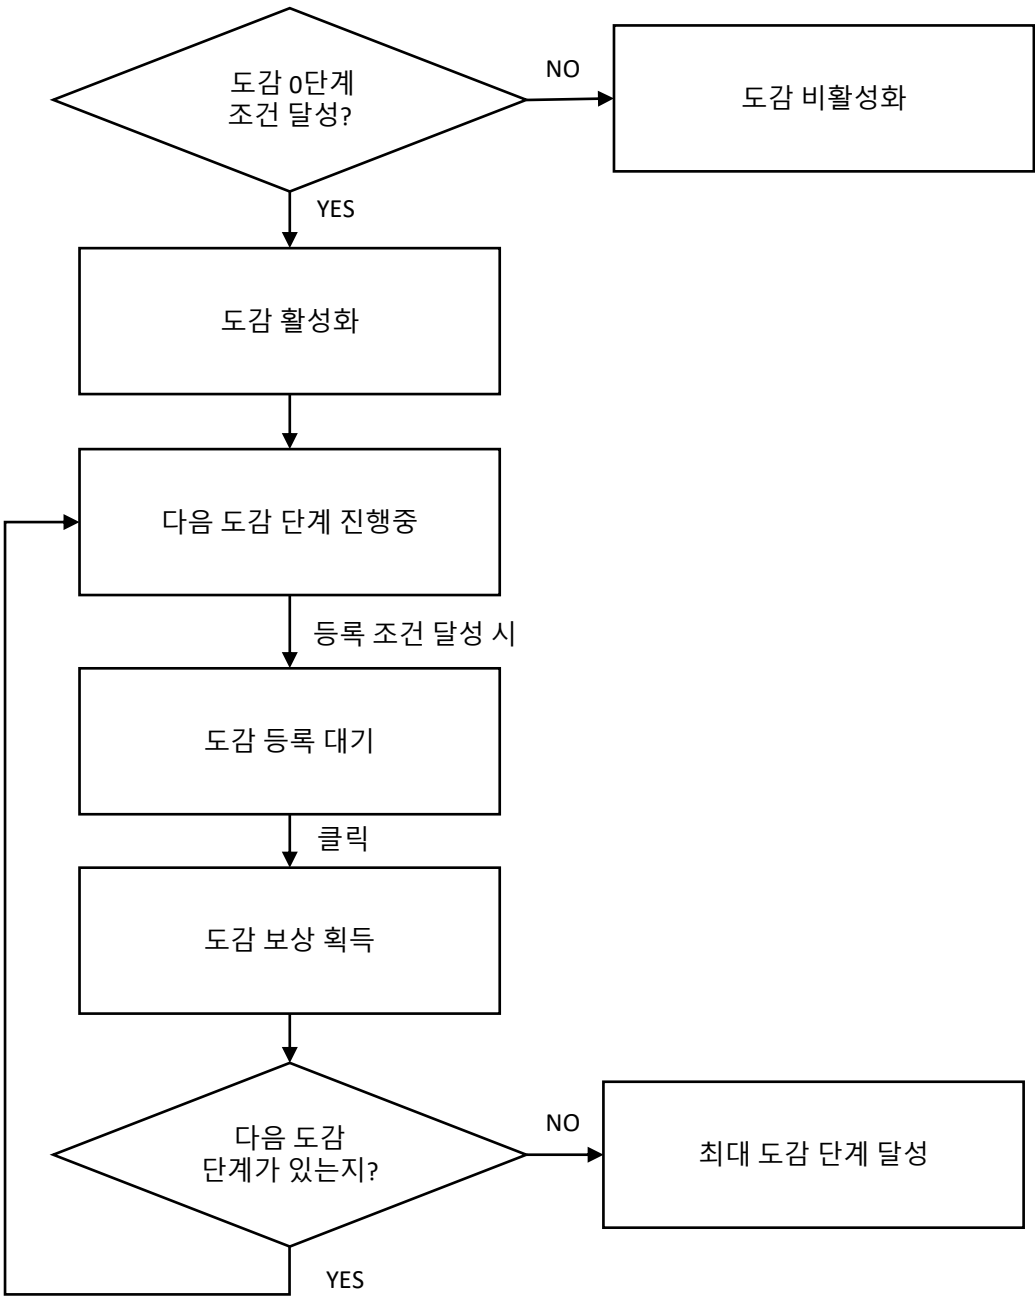 도감 0단계
조건 달성?
NO
도감 비활성화
YES
도감 활성화
다음 도감 단계 진행중
등록 조건 달성 시
도감 등록 대기
클릭
도감 보상 획득
다음 도감
단계가 있는지?
NO
최대 도감 단계 달성
YES